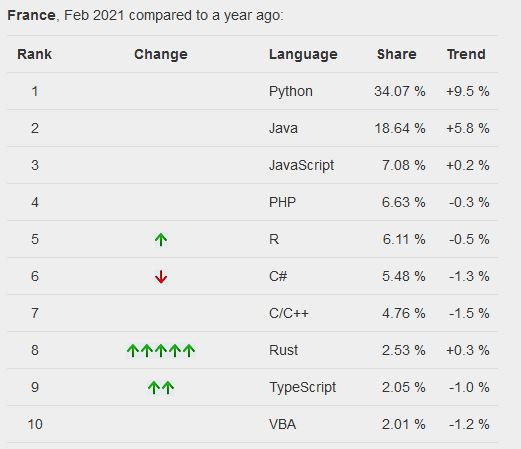 France, Feb 2021 compared to a year ago:
Rank Change Language Share Trend
1 Python 34.07 % +9.5 %
2 Java 18.64 % +5.8 %
3 JavaScript 7.08 % +0.2 %
4 PHP 6.63 % -0.3 %
5 ↑ R 6.11 % -0.5 %
6 ↓ C# 5.48 % -1.3 %
7 C/C++ 4.76 % -1.5 %
8 ↑↑↑↑↑ Rust 2.53 % +0.3 %
9 ↑↑ TypeScript 2.05 % -1.0 %
10 VBA 2.01 % -1.2 %